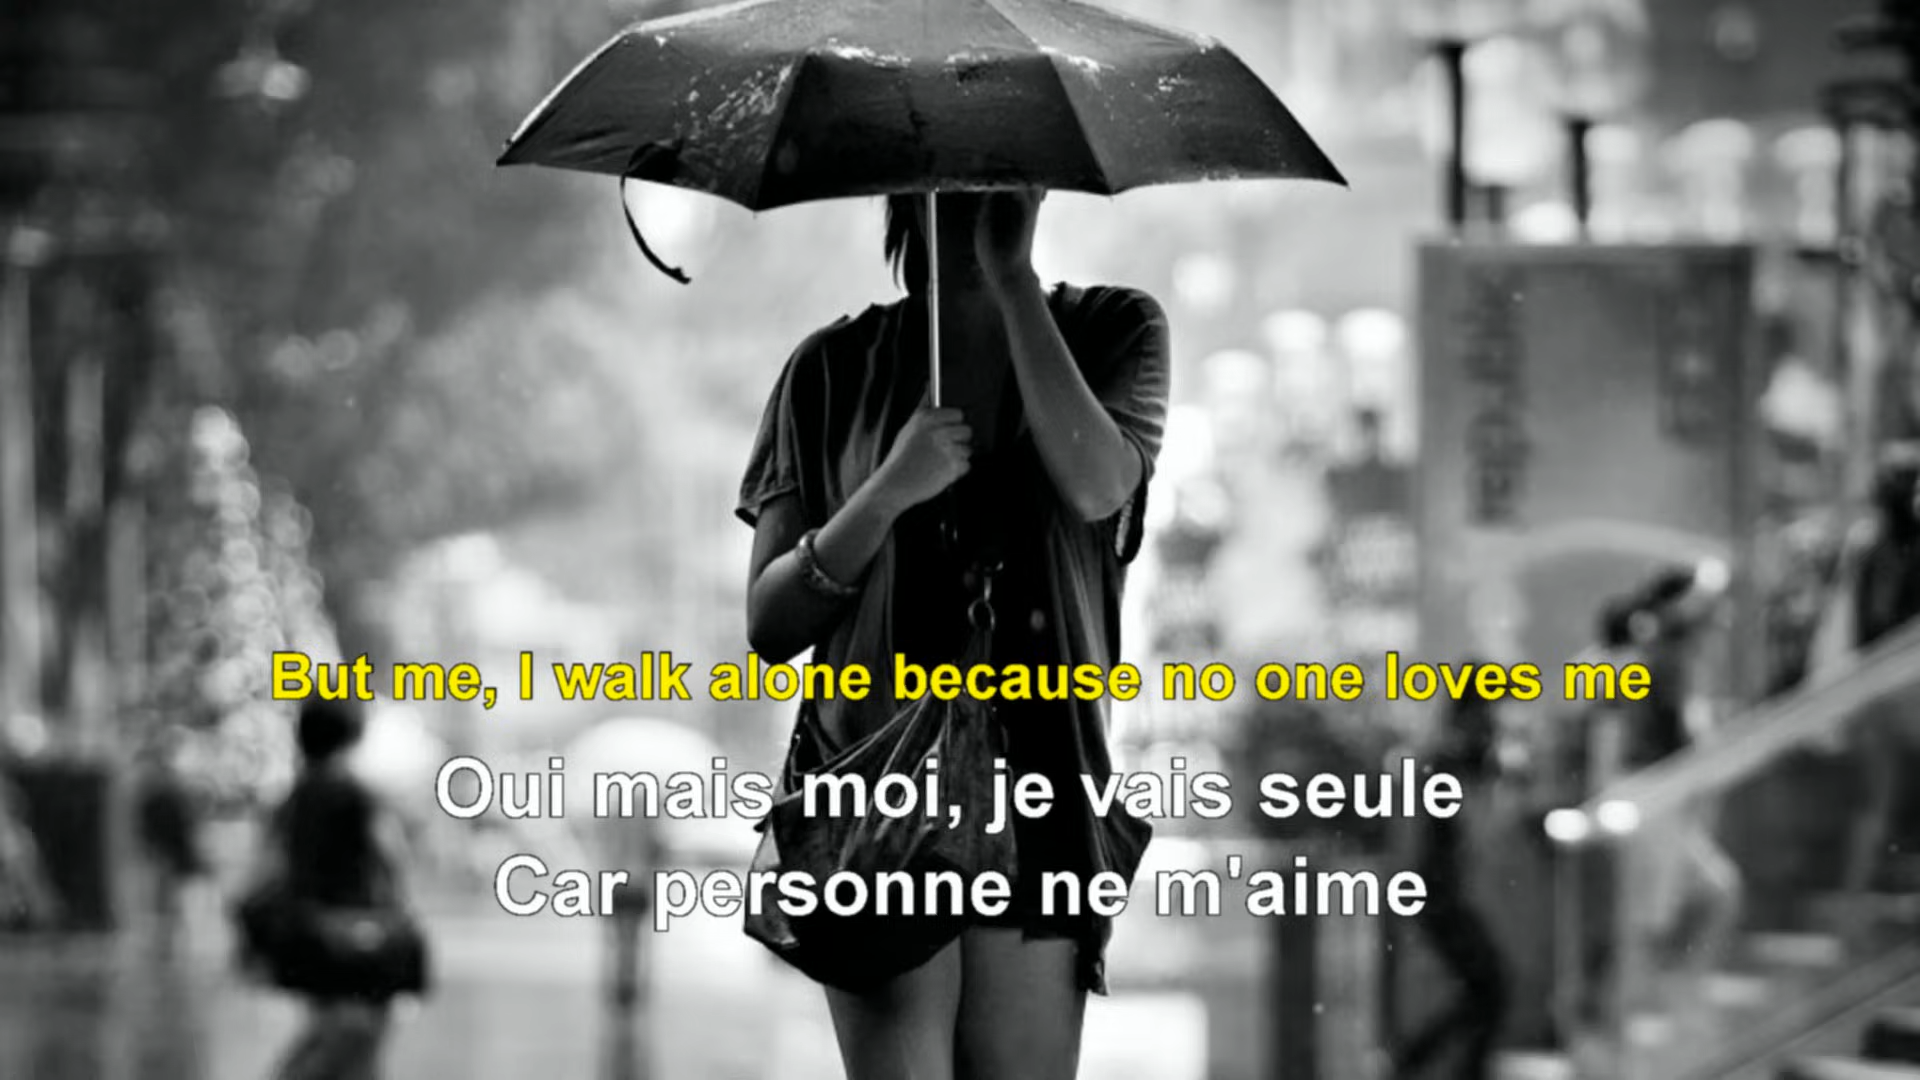 But me, I walk alone because no one loves me
Oui mais moi, je vais seule
Car personne ne m'aime